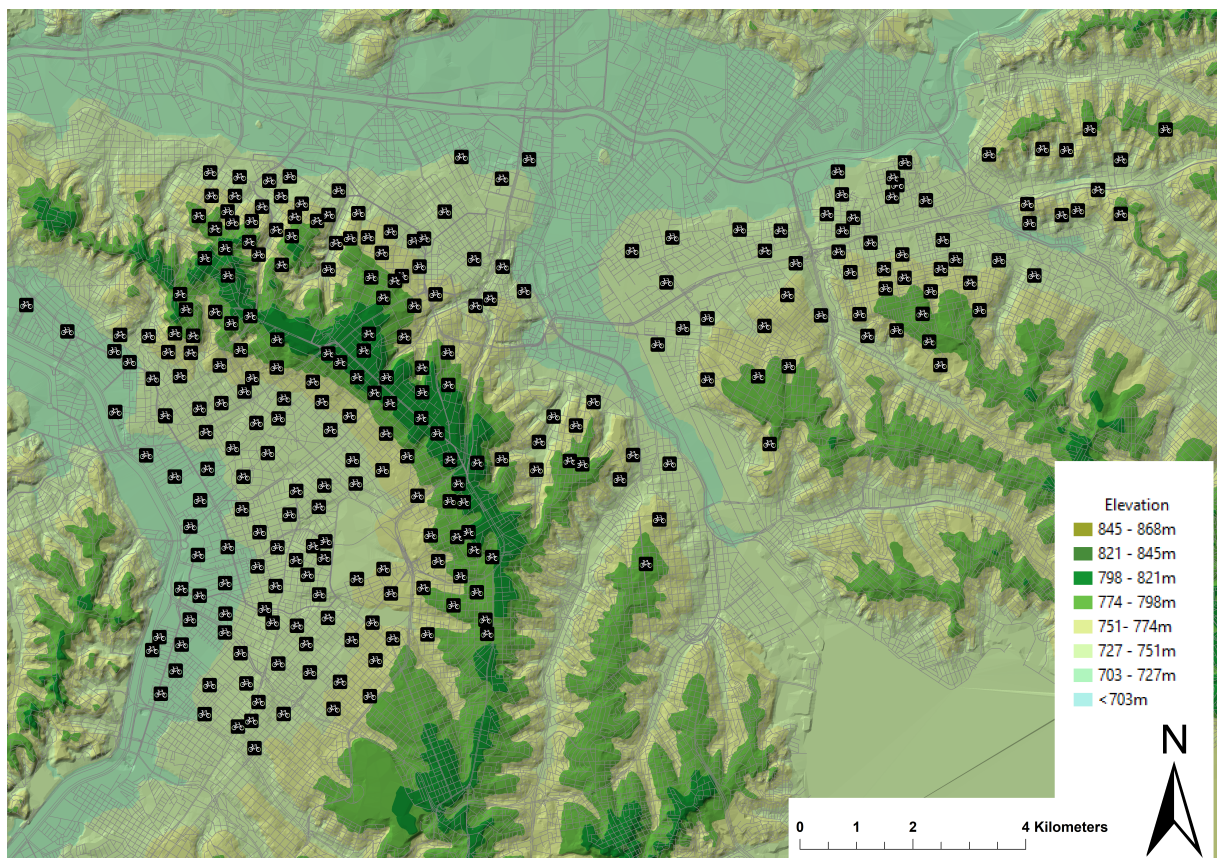 Elevation
845 - 868m
821 - 845m
798 - 821m
774 - 798m
751- 774m
727 - 751m
703 - 727m
<703m
N
0 1 2 4 Kilometers